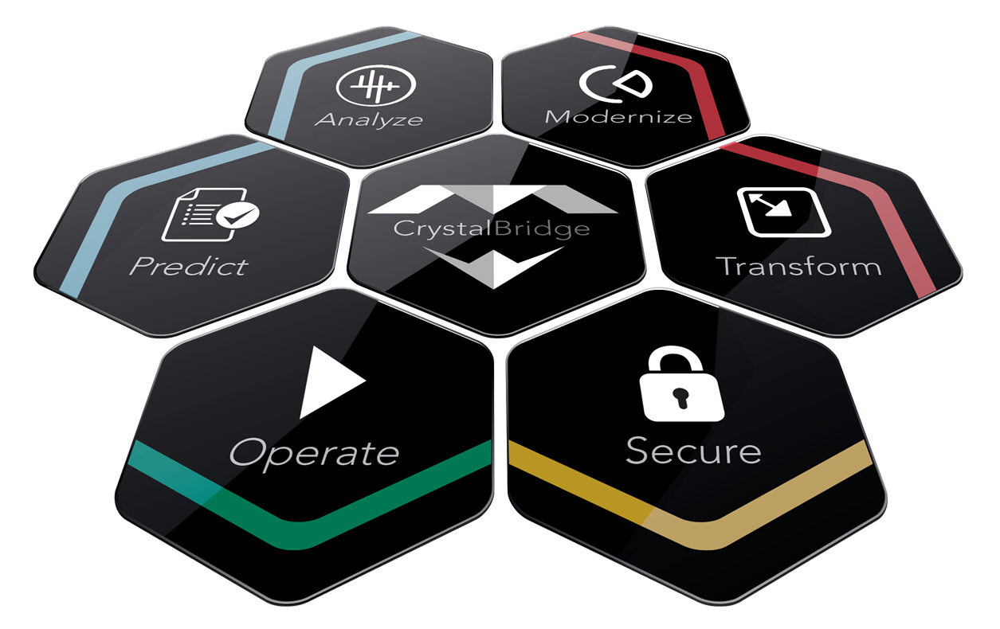 Analyze
Modernize
Predict
CrystalBridge
Transform
Operate
Secure